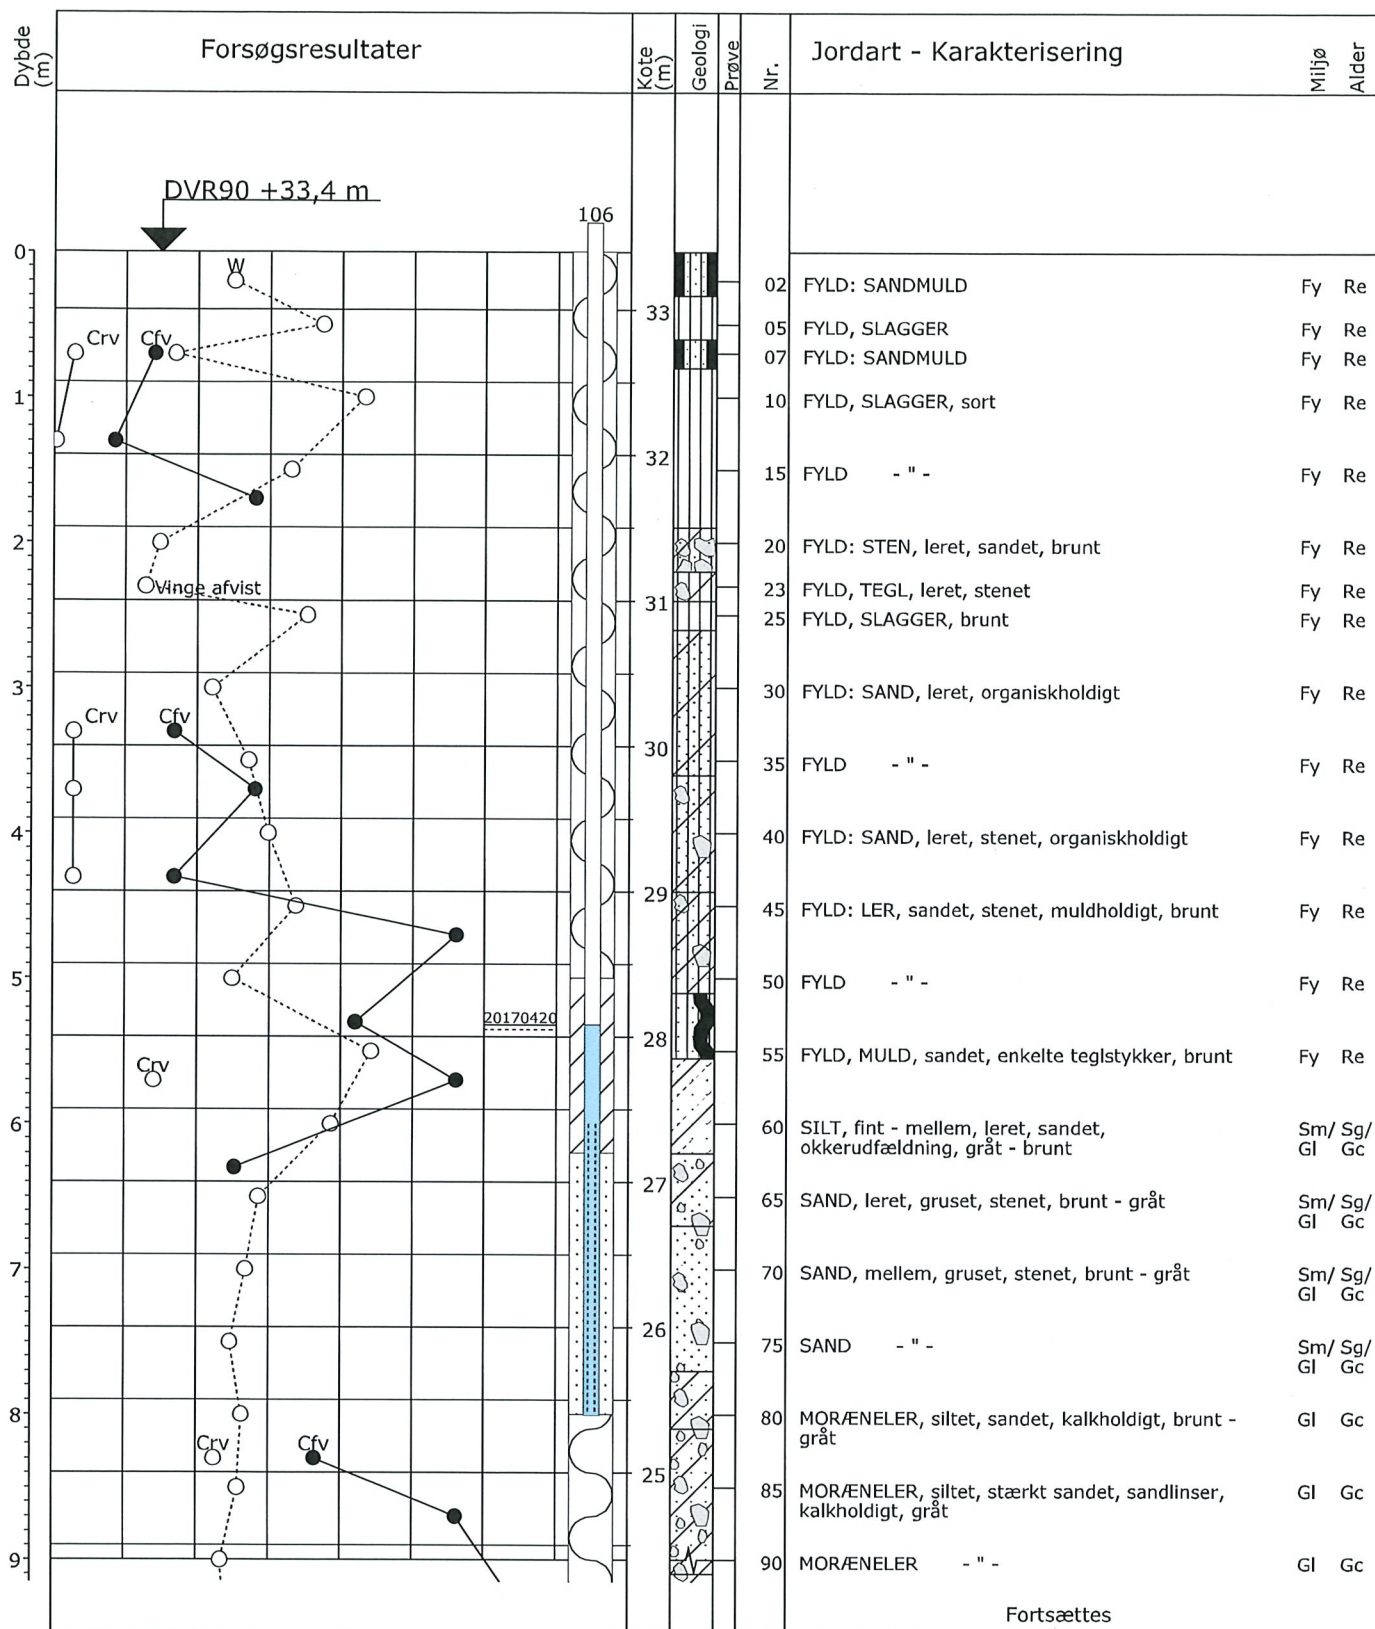 Dybde (m)
Forsøgsresultater
Kote (m)
Geologi
Prøve
Nr.
Jordart - Karakterisering
Miljø
Alder
DVR90 +33,4 m
106
0
W
02 FYLD: SANDMULD Fy Re
33
05 FYLD, SLAGGER Fy Re
Crv Cfv
07 FYLD: SANDMULD Fy Re
1
10 FYLD, SLAGGER, sort Fy Re
32
15 FYLD - " - Fy Re
2
20 FYLD: STEN, leret, sandet, brunt Fy Re
Vinge afvist
23 FYLD, TEGL, leret, stenet Fy Re
31
25 FYLD, SLAGGER, brunt Fy Re
3
30 FYLD: SAND, leret, organiskholdigt Fy Re
Crv Cfv
30
35 FYLD - " - Fy Re
4
40 FYLD: SAND, leret, stenet, organiskholdigt Fy Re
29
45 FYLD: LER, sandet, stenet, muldholdigt, brunt Fy Re
5
50 FYLD - " - Fy Re
20170420
28
55 FYLD, MULD, sandet, enkelte teglstykker, brunt Fy Re
Crv
6
60 SILT, fint - mellem, leret, sandet, Sm/ Sg/
okkerudfældning, gråt - brunt Gl Gc
27
65 SAND, leret, gruset, stenet, brunt - gråt Sm/ Sg/
Gl Gc
7
70 SAND, mellem, gruset, stenet, brunt - gråt Sm/ Sg/
Gl Gc
26
75 SAND - " - Sm/ Sg/
Gl Gc
8
80 MORÆNELER, siltet, sandet, kalkholdigt, brunt - Gl Gc
gråt
Crv Cfv
25
85 MORÆNELER, siltet, stærkt sandet, sandlinser, Gl Gc
kalkholdigt, gråt
9
90 MORÆNELER - " - Gl Gc
Fortsættes